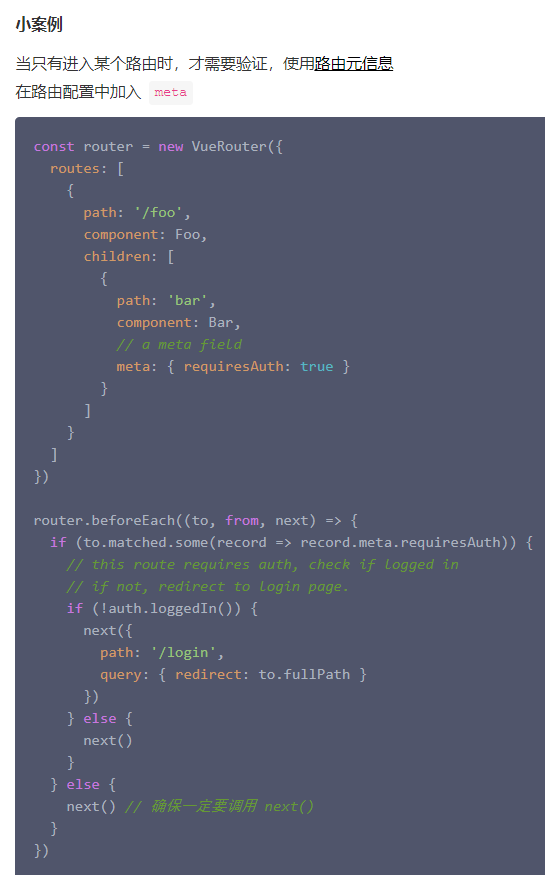 小案例
当只有进入某个路由时，才需要验证，使用路由元信息
在路由配置中加入 meta
const router = new VueRouter({
  routes: [
    {
      path: '/foo',
      component: Foo,
      children: [
        {
          path: 'bar',
          component: Bar,
          // a meta field
          meta: { requiresAuth: true }
        }
      ]
    }
  ]
})
router.beforeEach((to, from, next) => {
  if (to.matched.some(record => record.meta.requiresAuth)) {
    // this route requires auth, check if logged in
    // if not, redirect to login page.
    if (!auth.loggedIn()) {
      next({
        path: '/login',
        query: { redirect: to.fullPath }
      })
    } else {
      next()
    }
  } else {
    next() // 确保一定要调用 next()
  }
})